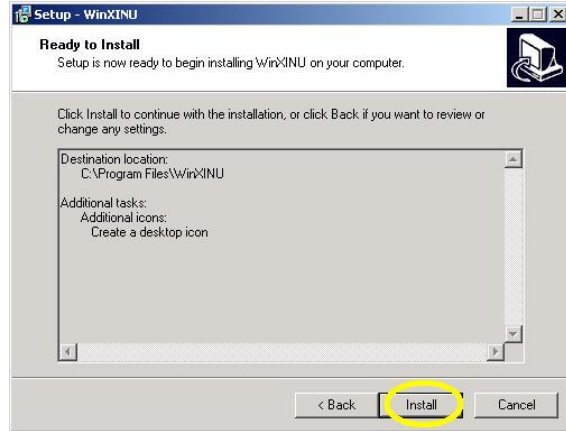 Setup - WinXINU
Ready to Install
Setup is now ready to begin installing WinXINU on your computer.
Click Install to continue with the installation, or click Back if you want to review or
change any settings.
Destination location:
C:\Program Files\WinXINU
Additional tasks:
Additional icons:
Create a desktop icon
< Back Install Cancel